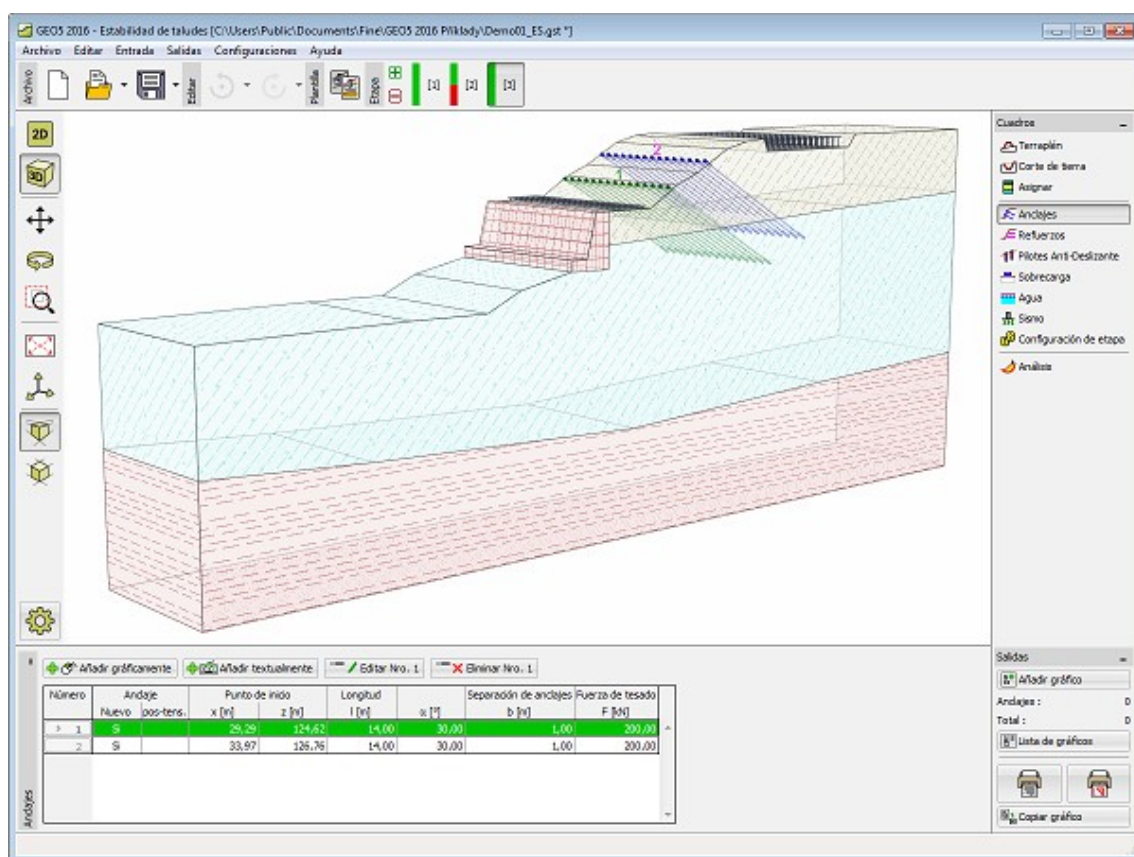 GEO5 2016 - Estabilidad de taludes [C:\Users\Public\Documents\Fine\GEO5 2016 Příklady\Demo01_ES.gst *]
Archivo Editar Entrada Salidas Configuraciones Ayuda
Archivo
Editar
Plantilla
Etapa
[1]
[2]
[3]
2D
3D
2
1
Cuadros
Terraplén
Corte de tierra
Asignar
Anclajes
Refuerzos
Pilotes Anti-Deslizante
Sobrecarga
Agua
Sismo
Configuración de etapa
Análisis
Añadir gráficamente Añadir textualmente Editar Nro. 1 Eliminar Nro. 1
Número Anclaje Punto de inicio Longitud Separación de anclajes Fuerza de tesado
Nuevo pos-tens. x [m] z [m] l [m] α [°] b [m] F [kN]
1 Si 29,29 124,62 14,00 30,00 1,00 200,00
2 Si 33,97 126,76 14,00 30,00 1,00 200,00
Anclajes
Salidas
Añadir gráfico
Anclajes : 0
Total : 0
Lista de gráficos
Copiar gráfico